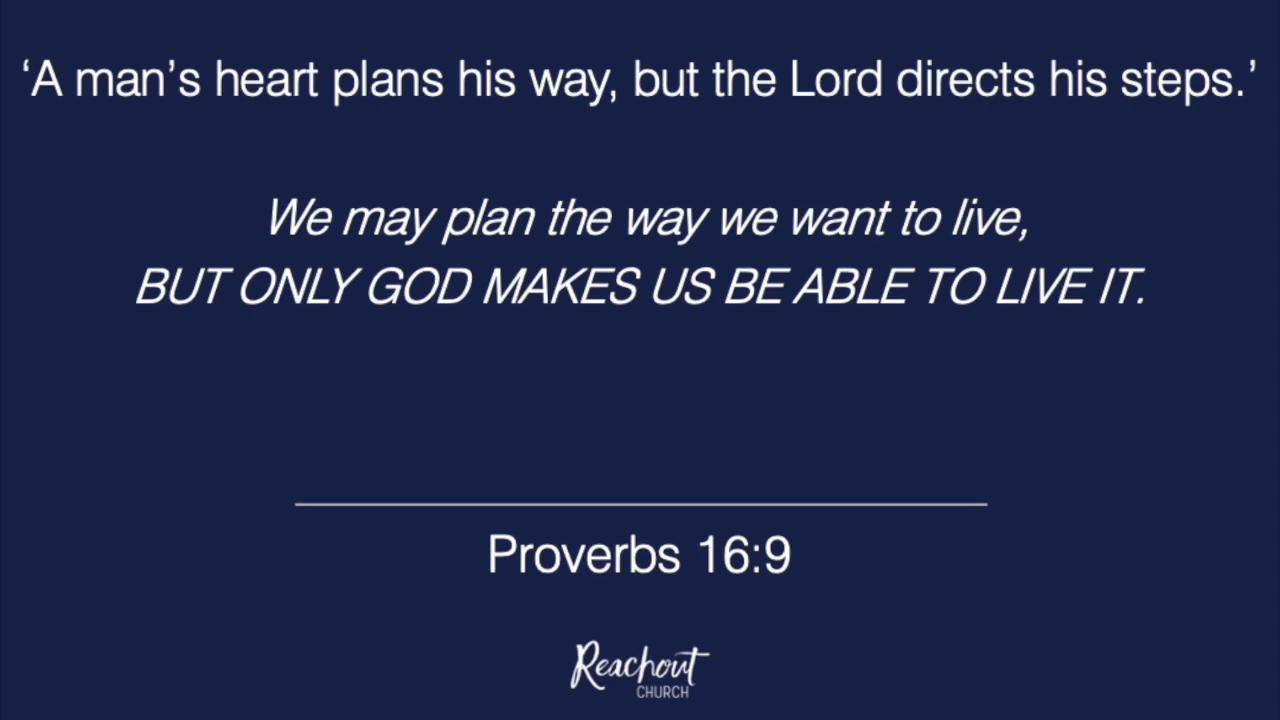 ‘A man’s heart plans his way, but the Lord directs his steps.’
We may plan the way we want to live,
BUT ONLY GOD MAKES US BE ABLE TO LIVE IT.
Proverbs 16:9
Reachout
CHURCH